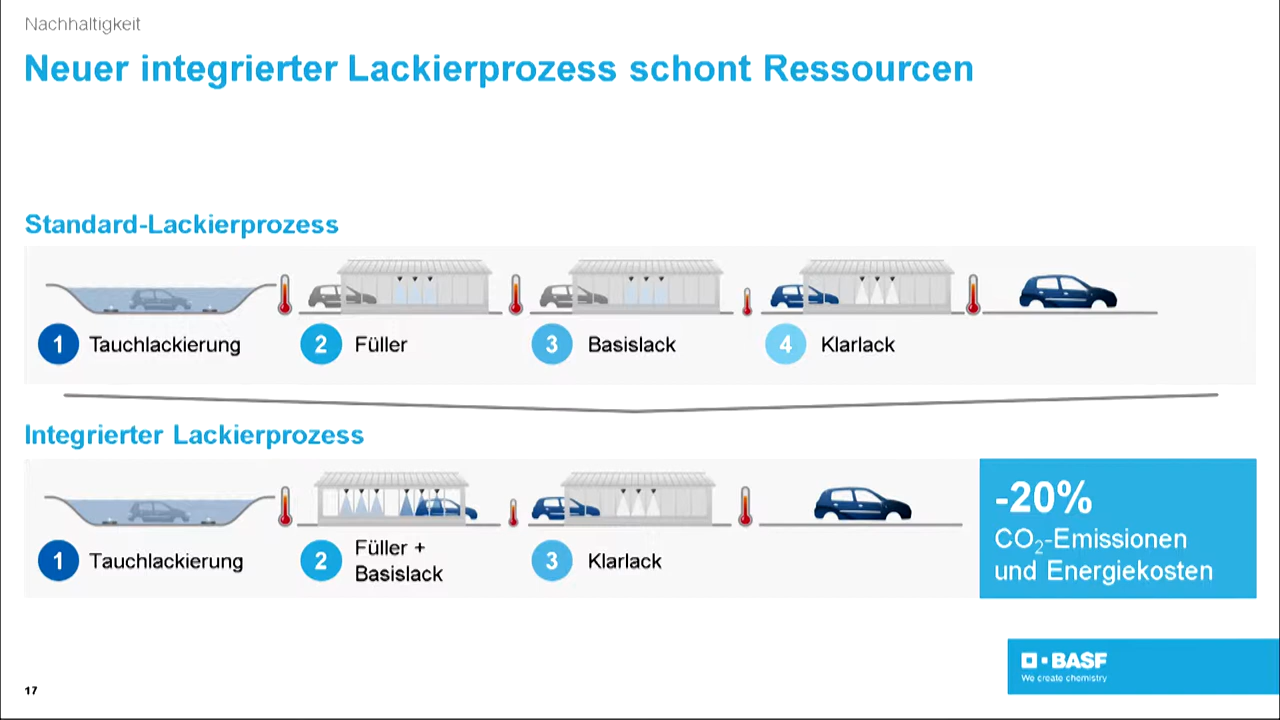 Nachhaltigkeit
Neuer integrierter Lackierprozess schont Ressourcen
Standard-Lackierprozess
1 Tauchlackierung 2 Füller 3 Basislack 4 Klarlack
Integrierter Lackierprozess
1 Tauchlackierung 2 Füller +
Basislack 3 Klarlack
-20%
CO₂-Emissionen
und Energiekosten
BASF
We create chemistry
17